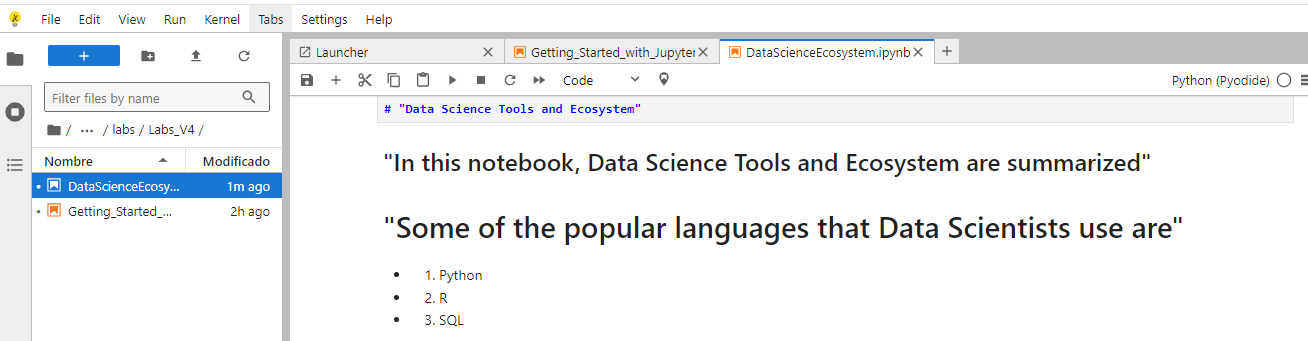 File Edit View Run Kernel Tabs Settings Help
Launcher
Getting_Started_with_Jupyter
DataScienceEcosystem.ipynb
Code
Python (Pyodide)
Filter files by name
/ ... / labs / Labs_V4 /
Nombre Modificado
DataScienceEcosy... 1m ago
Getting_Started_... 2h ago
# "Data Science Tools and Ecosystem"
"In this notebook, Data Science Tools and Ecosystem are summarized"
"Some of the popular languages that Data Scientists use are"
• 1. Python
• 2. R
• 3. SQL